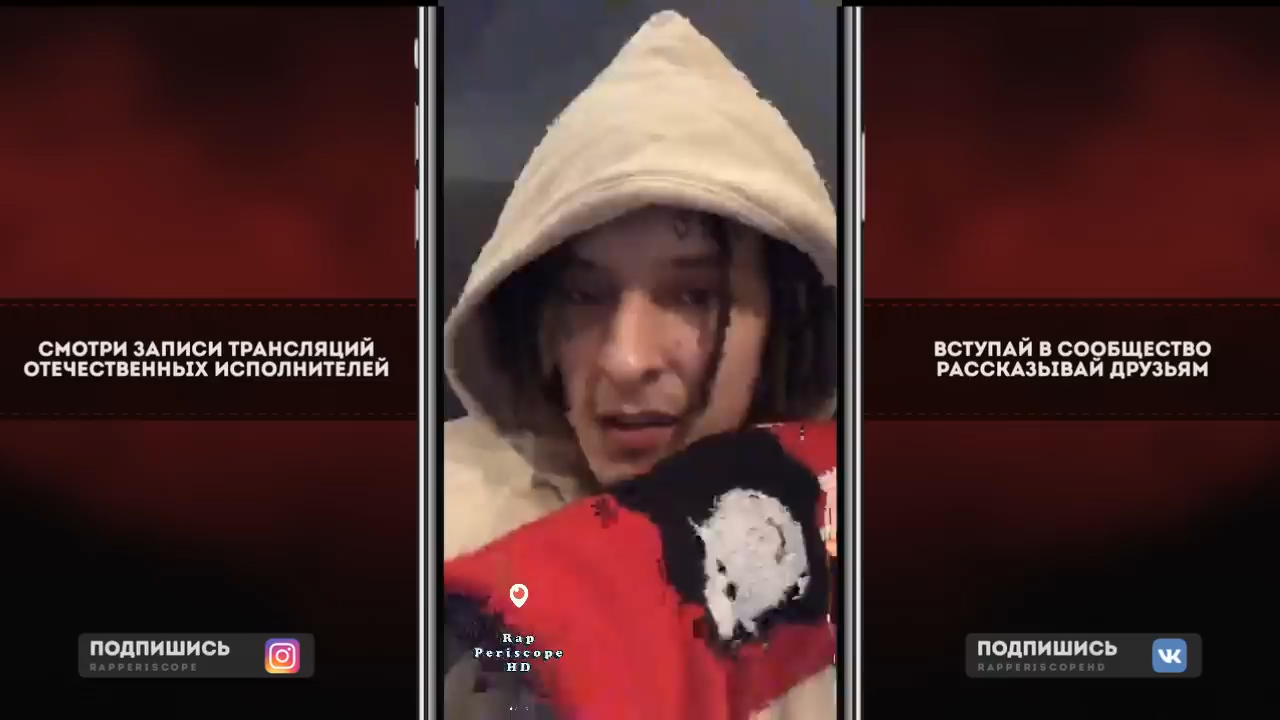 СМОТРИ ЗАПИСИ ТРАНСЛЯЦИЙ
ОТЕЧЕСТВЕННЫХ ИСПОЛНИТЕЛЕЙ
ВСТУПАЙ В СООБЩЕСТВО
РАССКАЗЫВАЙ ДРУЗЬЯМ
Rap
Periscope
HD
ПОДПИШИСЬ
RAPPERISCOPE
ПОДПИШИСЬ
RAPPERISCOPEHD